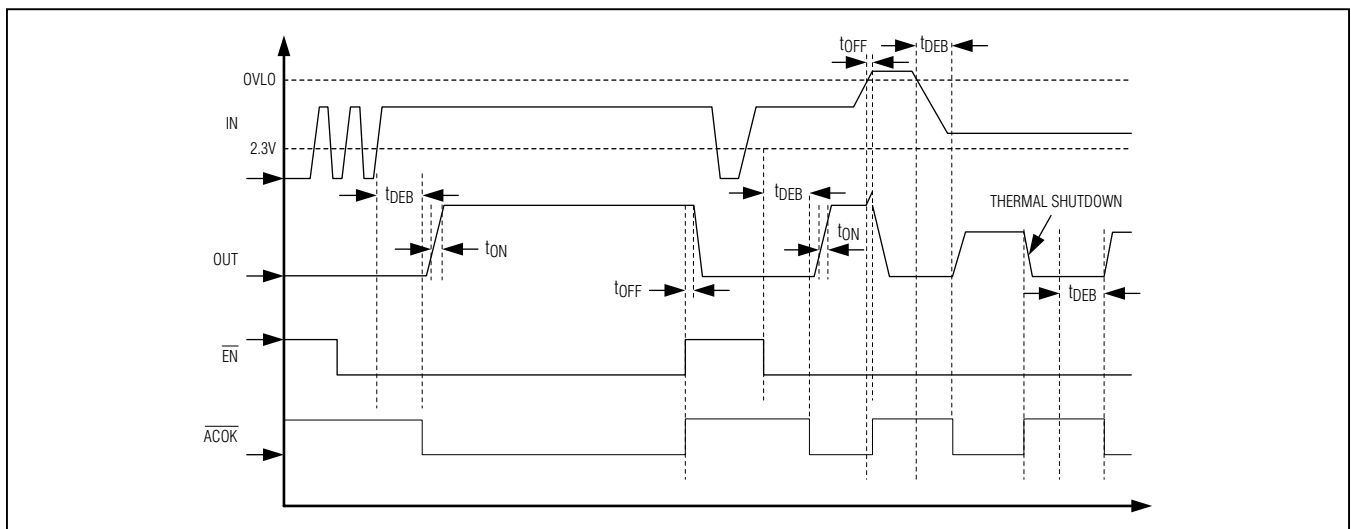 tOFF
tDEB
OVLO
IN
2.3V
tDEB
tDEB
THERMAL SHUTDOWN
tON
tON
OUT
tOFF
tDEB
EN
ACOK